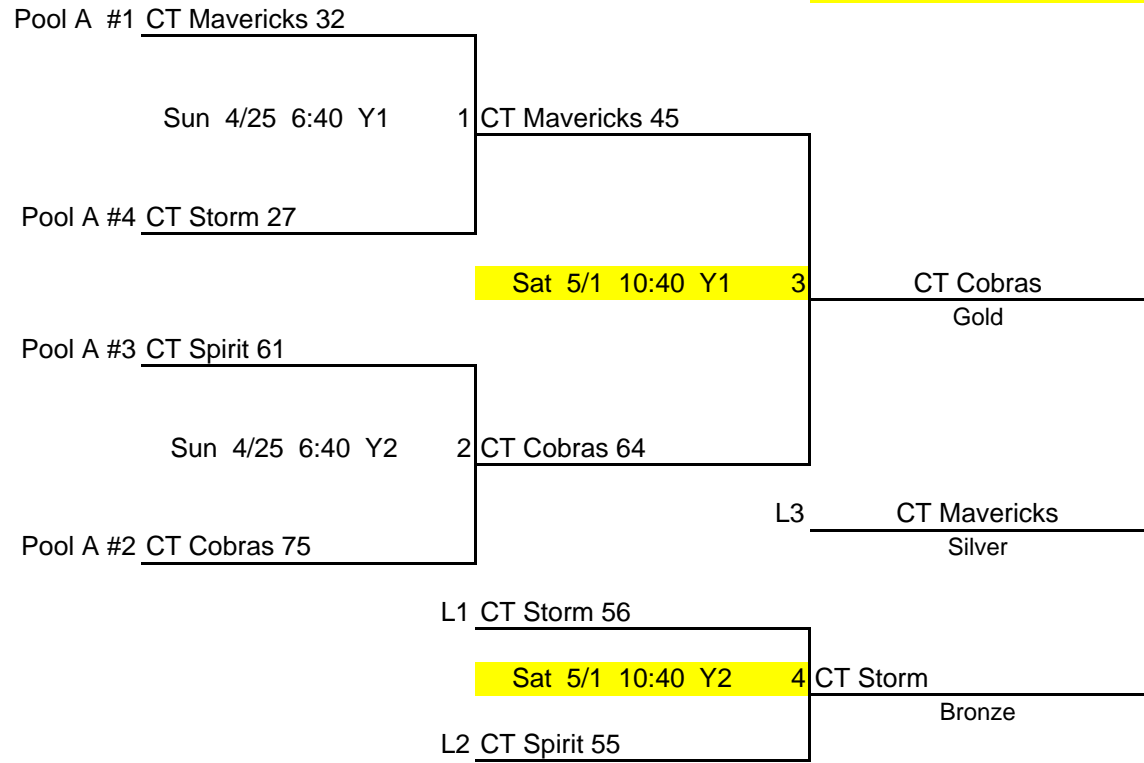 Pool A  #1 CT Mavericks 32
Sun  4/25  6:40  Y1 1 CT Mavericks 45
Pool A #4 CT Storm 27
Sat  5/1  10:40  Y1 3 CT Cobras
Gold
Pool A #3 CT Spirit 61
Sun  4/25  6:40  Y2 2 CT Cobras 64
L3 CT Mavericks
Silver
Pool A #2 CT Cobras 75
L1 CT Storm 56
Sat  5/1  10:40  Y2 4 CT Storm
Bronze
L2 CT Spirit 55